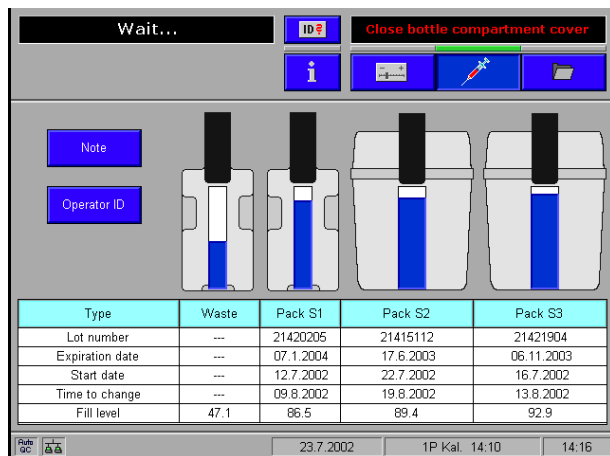 Wait...
ID?
Close bottle compartment cover
i
- +
Note
Operator ID
Type Waste Pack S1 Pack S2 Pack S3
Lot number --- 21420205 21415112 21421904
Expiration date --- 07.1.2004 17.6.2003 06.11.2003
Start date --- 12.7.2002 22.7.2002 16.7.2002
Time to change --- 09.8.2002 19.8.2002 13.8.2002
Fill level 47.1 86.5 89.4 92.9
Auto
QC
23.7.2002 1P Kal. 14:10 14:16